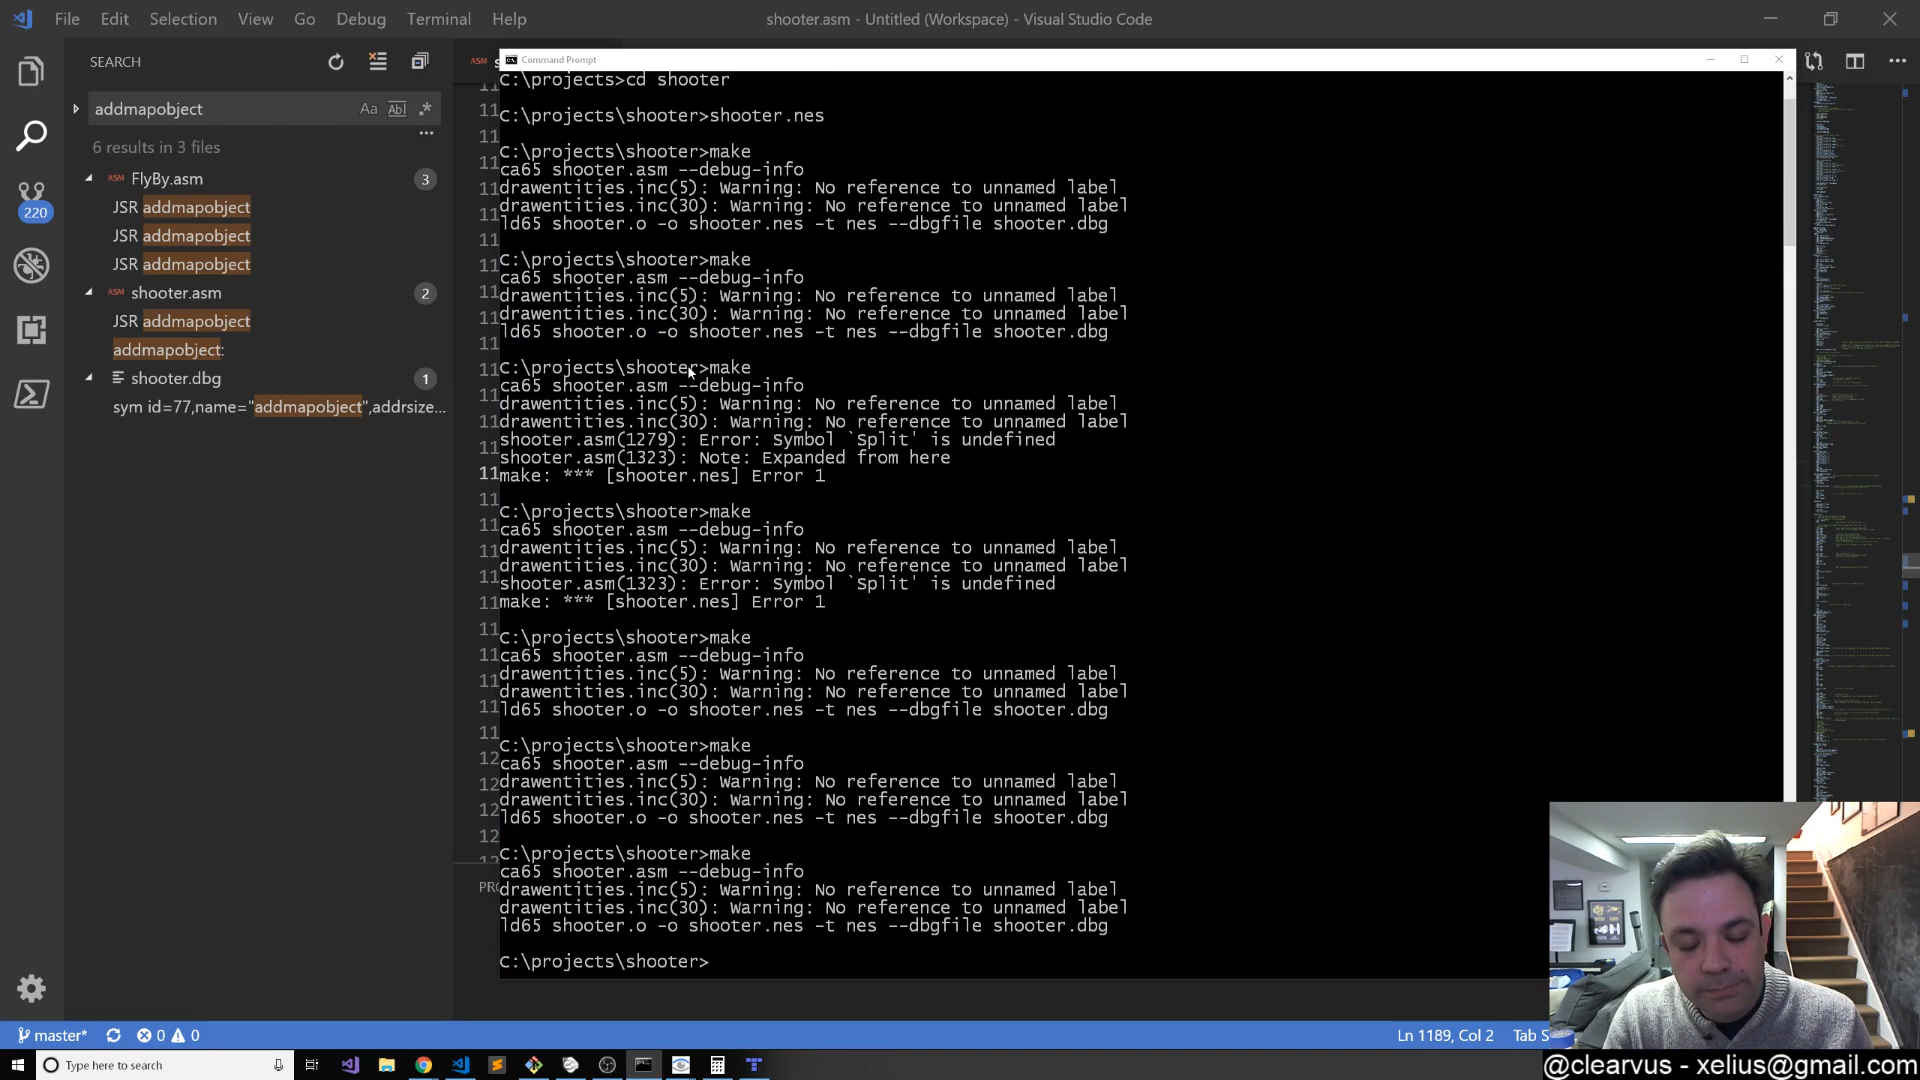 File Edit Selection View Go Debug Terminal Help
shooter.asm - Untitled (Workspace) - Visual Studio Code
SEARCH
addmapobject
Aa Abl .*
6 results in 3 files
ASM FlyBy.asm 3
JSR addmapobject
JSR addmapobject
JSR addmapobject
ASM shooter.asm 2
JSR addmapobject
addmapobject:
shooter.dbg 1
sym id=77,name="addmapobject",addrsize...
220
ASM
Command Prompt
C:\projects>cd shooter
C:\projects\shooter>shooter.nes
C:\projects\shooter>make
ca65 shooter.asm --debug-info
drawentities.inc(5): Warning: No reference to unnamed label
drawentities.inc(30): Warning: No reference to unnamed label
ld65 shooter.o -o shooter.nes -t nes --dbgfile shooter.dbg
C:\projects\shooter>make
ca65 shooter.asm --debug-info
drawentities.inc(5): Warning: No reference to unnamed label
drawentities.inc(30): Warning: No reference to unnamed label
ld65 shooter.o -o shooter.nes -t nes --dbgfile shooter.dbg
C:\projects\shooter>make
ca65 shooter.asm --debug-info
drawentities.inc(5): Warning: No reference to unnamed label
drawentities.inc(30): Warning: No reference to unnamed label
shooter.asm(1279): Error: Symbol `Split' is undefined
shooter.asm(1323): Note: Expanded from here
make: *** [shooter.nes] Error 1
C:\projects\shooter>make
ca65 shooter.asm --debug-info
drawentities.inc(5): Warning: No reference to unnamed label
drawentities.inc(30): Warning: No reference to unnamed label
shooter.asm(1323): Error: Symbol `Split' is undefined
make: *** [shooter.nes] Error 1
C:\projects\shooter>make
ca65 shooter.asm --debug-info
drawentities.inc(5): Warning: No reference to unnamed label
drawentities.inc(30): Warning: No reference to unnamed label
ld65 shooter.o -o shooter.nes -t nes --dbgfile shooter.dbg
C:\projects\shooter>make
ca65 shooter.asm --debug-info
drawentities.inc(5): Warning: No reference to unnamed label
drawentities.inc(30): Warning: No reference to unnamed label
ld65 shooter.o -o shooter.nes -t nes --dbgfile shooter.dbg
C:\projects\shooter>make
ca65 shooter.asm --debug-info
drawentities.inc(5): Warning: No reference to unnamed label
drawentities.inc(30): Warning: No reference to unnamed label
ld65 shooter.o -o shooter.nes -t nes --dbgfile shooter.dbg
C:\projects\shooter>
master* 0 0
Ln 1189, Col 2 Tab S
Type here to search
@clearvus - xelius@gmail.com